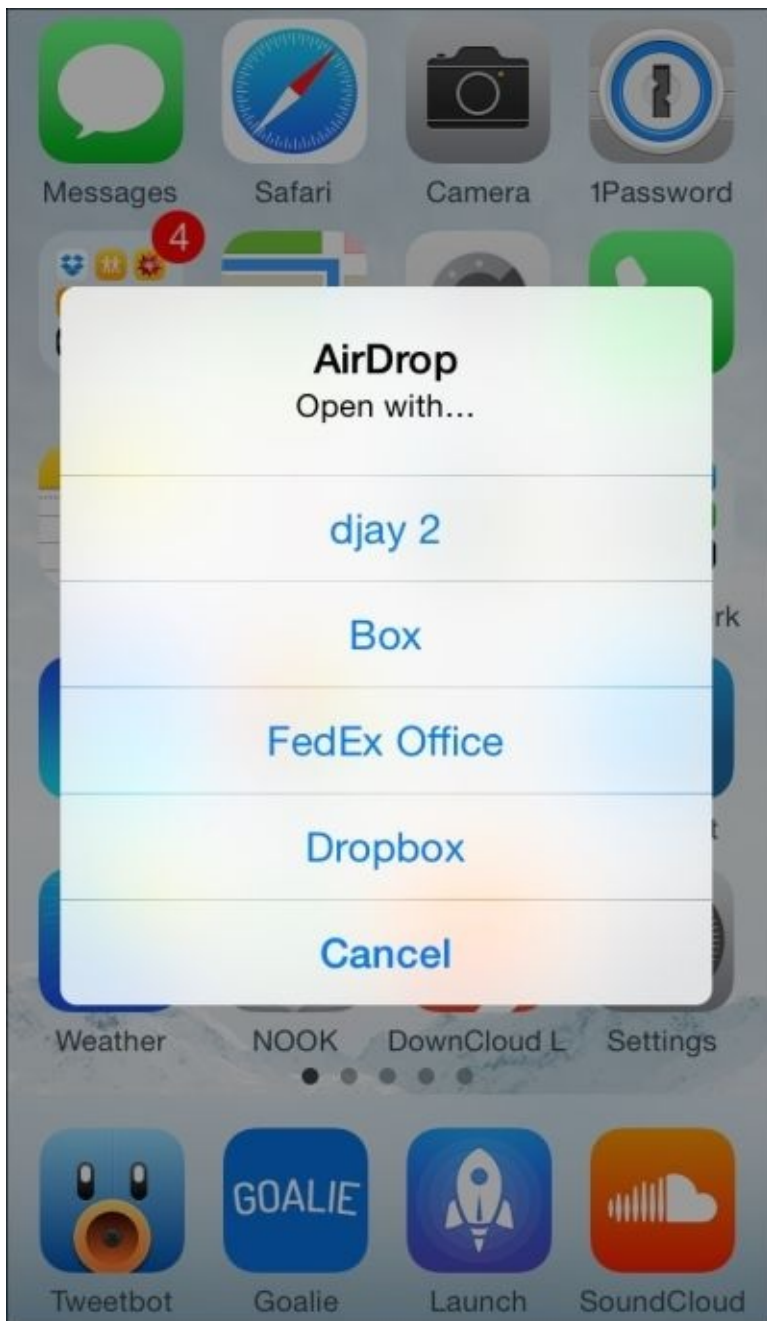 Messages Safari Camera 1Password
4
AirDrop
Open with...
djay 2
Box
rk
FedEx Office
t
Dropbox
Cancel
Weather NOOK DownCloud L Settings
GOALIE
Tweetbot Goalie Launch SoundCloud